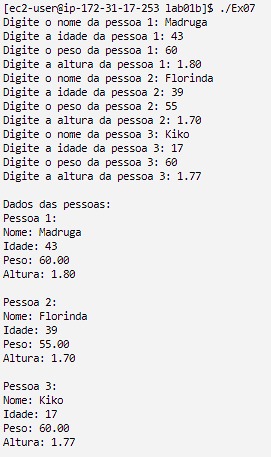 [ec2-user@ip-172-31-17-253 lab01b]$ ./Ex07
Digite o nome da pessoa 1: Madruga
Digite a idade da pessoa 1: 43
Digite o peso da pessoa 1: 60
Digite a altura da pessoa 1: 1.80
Digite o nome da pessoa 2: Florinda
Digite a idade da pessoa 2: 39
Digite o peso da pessoa 2: 55
Digite a altura da pessoa 2: 1.70
Digite o nome da pessoa 3: Kiko
Digite a idade da pessoa 3: 17
Digite o peso da pessoa 3: 60
Digite a altura da pessoa 3: 1.77

Dados das pessoas:
Pessoa 1:
Nome: Madruga
Idade: 43
Peso: 60.00
Altura: 1.80

Pessoa 2:
Nome: Florinda
Idade: 39
Peso: 55.00
Altura: 1.70

Pessoa 3:
Nome: Kiko
Idade: 17
Peso: 60.00
Altura: 1.77